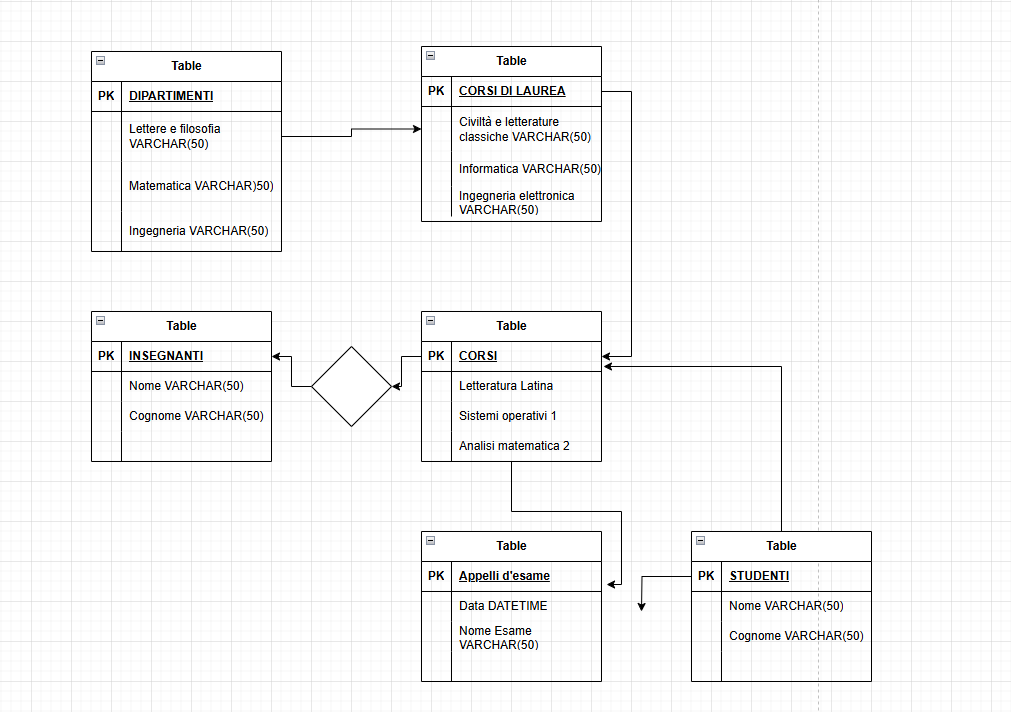 Table
PK DIPARTIMENTI
Lettere e filosofia
VARCHAR(50)
Matematica VARCHAR)50)
Ingegneria VARCHAR(50)
Table
PK CORSI DI LAUREA
Civiltà e letterature
classiche VARCHAR(50)
Informatica VARCHAR(50)
Ingegneria elettronica
VARCHAR(50)
Table
PK INSEGNANTI
Nome VARCHAR(50)
Cognome VARCHAR(50)
Table
PK CORSI
Letteratura Latina
Sistemi operativi 1
Analisi matematica 2
Table
PK Appelli d'esame
Data DATETIME
Nome Esame
VARCHAR(50)
Table
PK STUDENTI
Nome VARCHAR(50)
Cognome VARCHAR(50)